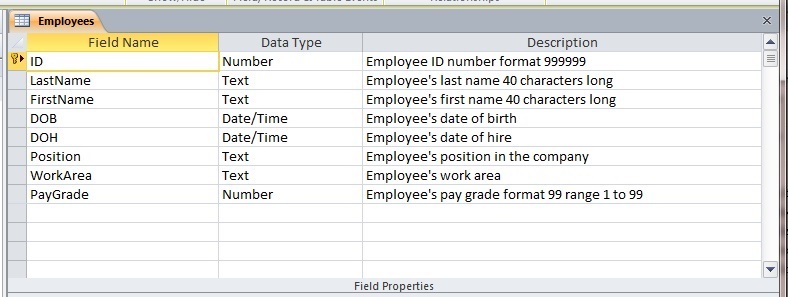 Employees
Field Name Data Type Description
ID Number Employee ID number format 999999
LastName Text Employee's last name 40 characters long
FirstName Text Employee's first name 40 characters long
DOB Date/Time Employee's date of birth
DOH Date/Time Employee's date of hire
Position Text Employee's position in the company
WorkArea Text Employee's work area
PayGrade Number Employee's pay grade format 99 range 1 to 99
Field Properties